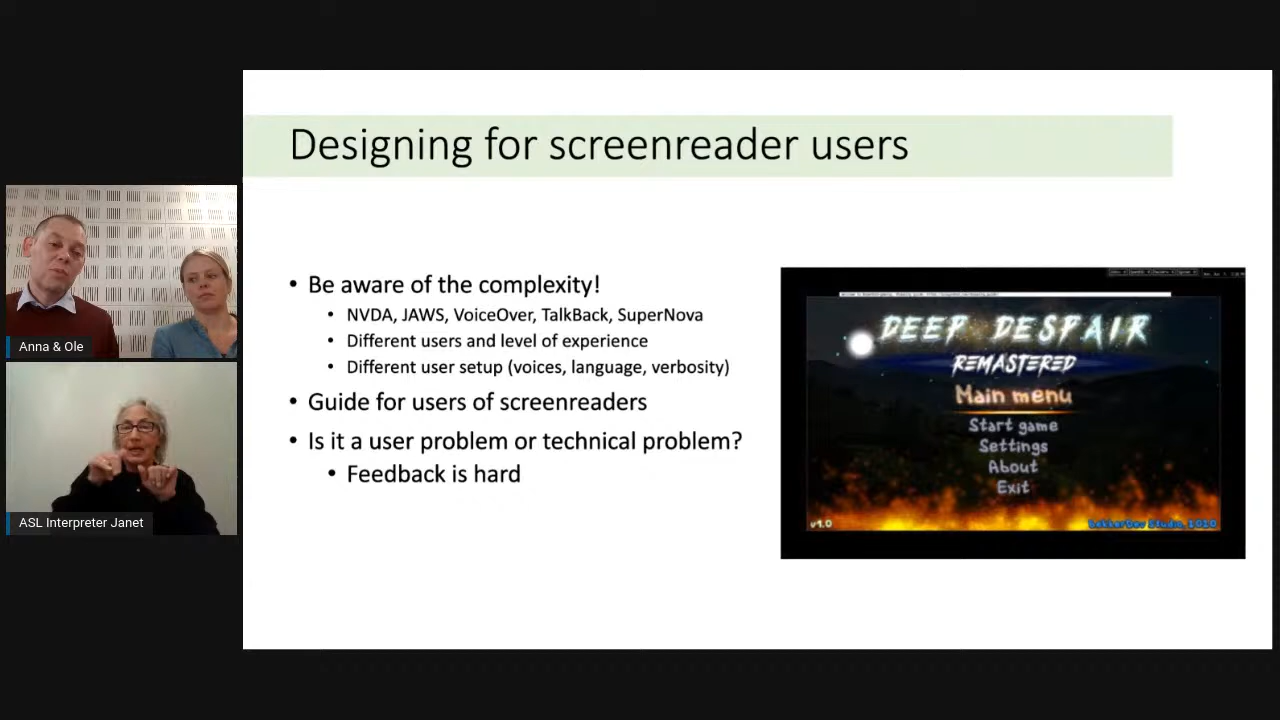 Designing for screenreader users
Anna & Ole
ASL Interpreter Janet
• Be aware of the complexity!
• NVDA, JAWS, VoiceOver, TalkBack, SuperNova
• Different users and level of experience
• Different user setup (voices, language, verbosity)
• Guide for users of screenreaders
• Is it a user problem or technical problem?
• Feedback is hard
DEEP DESPAIR
REMASTERED
Main menu
Start game
Settings
About
Exit
v1.0